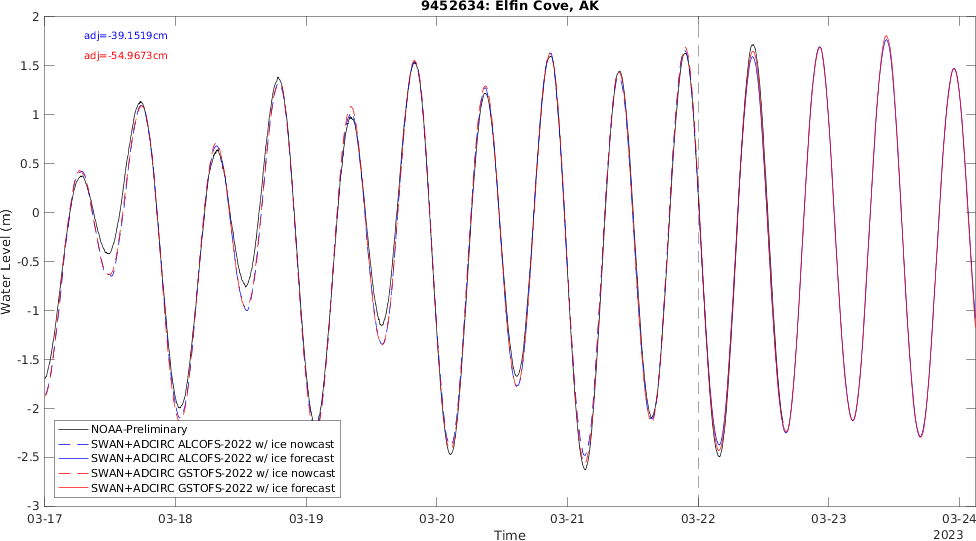 9452634: Elfin Cove, AK
adj=-39.1519cm
adj=-54.9673cm
2
1.5
1
0.5
0
-0.5
-1
-1.5
-2
-2.5
-3
Water Level (m)
NOAA-Preliminary
SWAN+ADCIRC ALCOFS-2022 w/ ice nowcast
SWAN+ADCIRC ALCOFS-2022 w/ ice forecast
SWAN+ADCIRC GSTOFS-2022 w/ ice nowcast
SWAN+ADCIRC GSTOFS-2022 w/ ice forecast
03-17 03-18 03-19 03-20 03-21 03-22 03-23 03-24
Time
2023